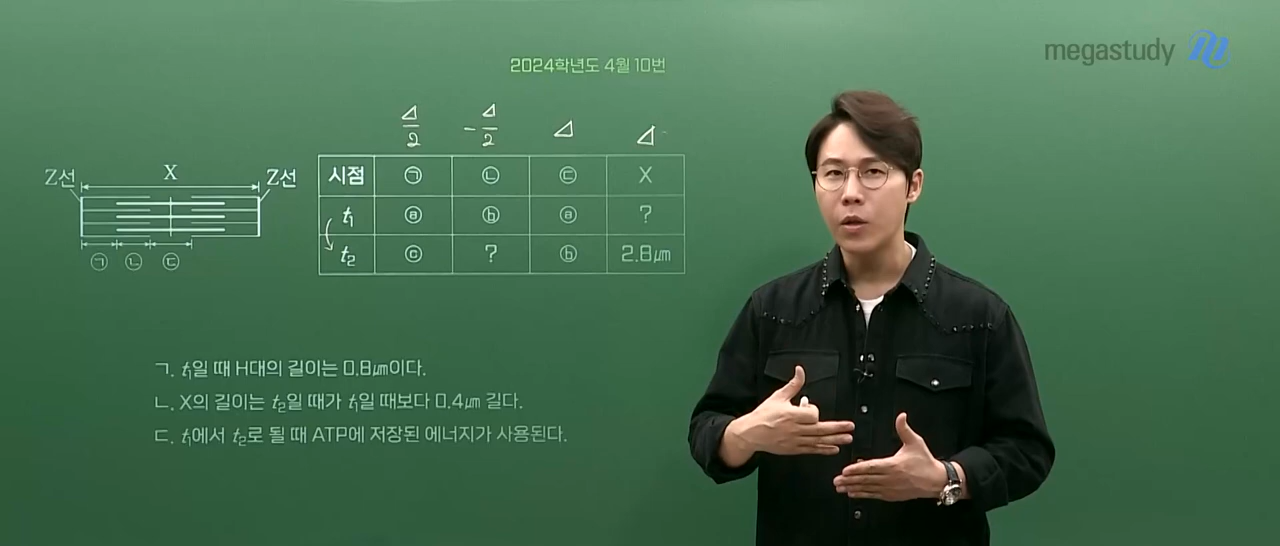 megastudy
2024학년도 4월 10번
Δ/2 -Δ/2 Δ Δ
Z선 X Z선
㉠ ㉡ ㉢
시점 ㉠ ㉡ ㉢ X
t₁ ⓐ ⓑ ⓐ ?
t₂ ⓒ ? ⓑ 2.8㎛
ㄱ. t₁일 때 H대의 길이는 0.8㎛이다.
ㄴ. X의 길이는 t₂일 때가 t₁일 때보다 0.4㎛ 길다.
ㄷ. t₁에서 t₂로 될 때 ATP에 저장된 에너지가 사용된다.